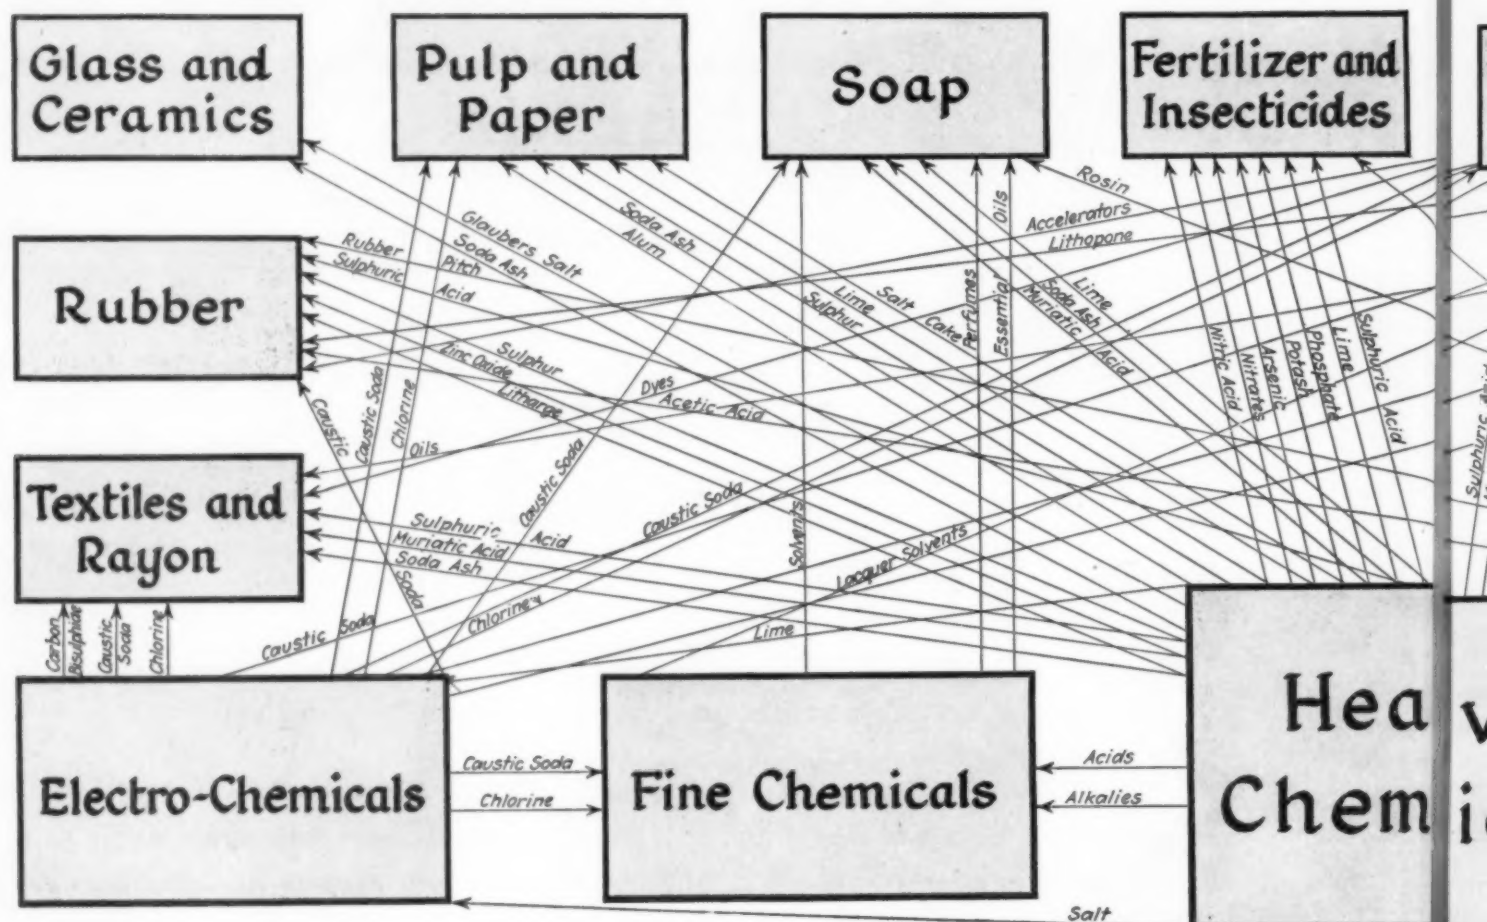 Glass and
Ceramics
Pulp and
Paper
Soap
Fertilizer and
Insecticides
Rosin
Accelerators
Lithopone
Glaubers Salt
Soda Ash
Soda Ash
Alum
Oils
Essential
Perfumes
Rubber
Pitch
Sulphuric
Acid
Rubber
Salt
Cake
Lime
Sulphur
Lime
Soda Ash
Muriatic
Acid
Sulphuric Acid
Lime
Phosphate
Potash
Arsenic
Nitrates
Nitric Acid
Sulphur
Zinc Oxide
Litharge
Dyes
Acetic Acid
Caustic
Soda
Caustic Soda
Chlorine
Oils
Caustic Soda
Textiles and
Rayon
Sulphuric
Acid
Muriatic Acid
Soda Ash
Caustic Soda
Solvents
Lacquer Solvents
Sulphuric Acid
Carbon
Bisulphide
Caustic
Soda
Chlorine
Caustic Soda
Chlorine
Lime
Electro-Chemicals
Caustic Soda
Chlorine
Fine Chemicals
Acids
Alkalies
Hea v
Chem ic
Salt